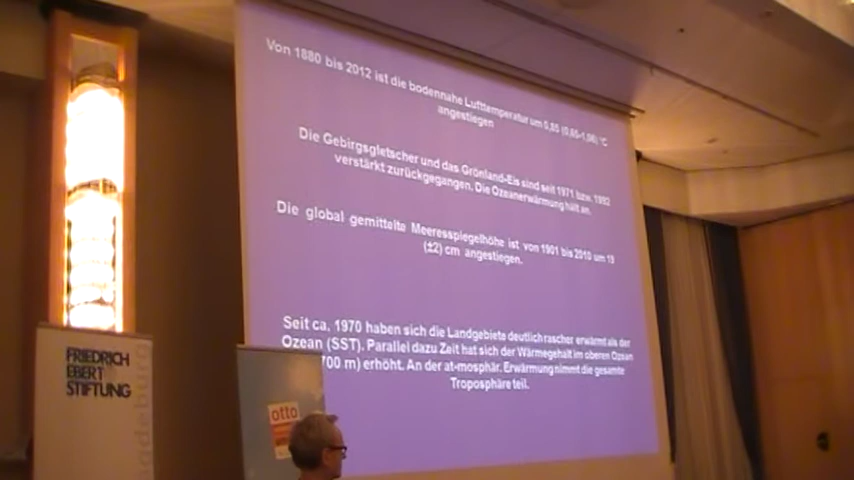 Von 1880 bis 2012 ist die bodennahe Lufttemperatur um 0,85 (0,65-1,06) °C
angestiegen
Die Gebirgsgletscher und das Grönland-Eis sind seit 1971 bzw. 1992
verstärkt zurückgegangen. Die Ozeanerwärmung hält an.
Die global gemittelte Meeresspiegelhöhe ist von 1901 bis 2010 um 19
(±2) cm angestiegen.
Seit ca. 1970 haben sich die Landgebiete deutlich rascher erwärmt als der
Ozean (SST). Parallel dazu Zeit hat sich der Wärmegehalt im oberen Ozean
700 m) erhöht. An der at-mosphär. Erwärmung nimmt die gesamte
Troposphäre teil.
FRIEDRICH
EBERT
STIFTUNG
agdeburg
otto